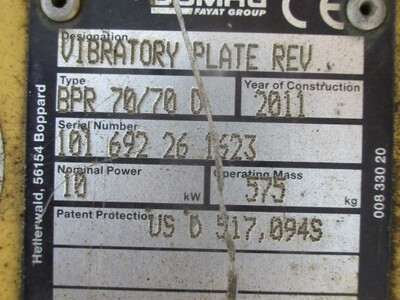 BOMAG
FAYAT GROUP
CE
Designation
VIBRATORY PLATE REV.
Type
Year of Construction
BPR 70/70 D
2011
Serial Number
101 692 26 1623
Nominal Power
Operating Mass
10 kW
575 kg
Patent Protection
US D 517,094S
Hellerwald, 56154 Boppard
008 330 20